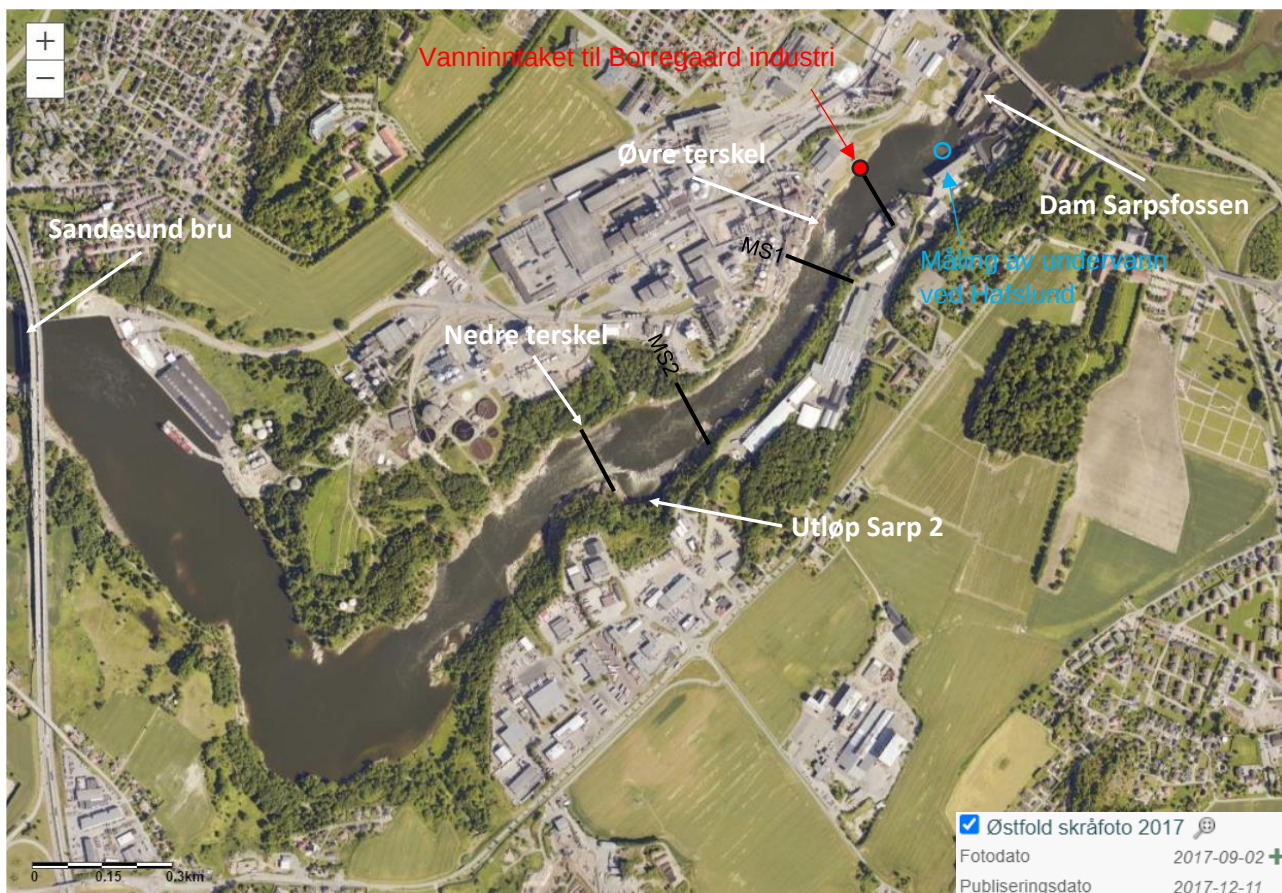 +
−
Vanninntaket til Borregaard industri
Øvre terskel
Dam Sarpsfossen
Sandesund bru
MS1
Måling av undervann
ved Hafslund
Nedre terskel
MS2
Utløp Sarp 2
0 0.15 0.3km
Østfold skråfoto 2017
Fotodato 2017-09-02 +
Publiseringsdato 2017-12-11